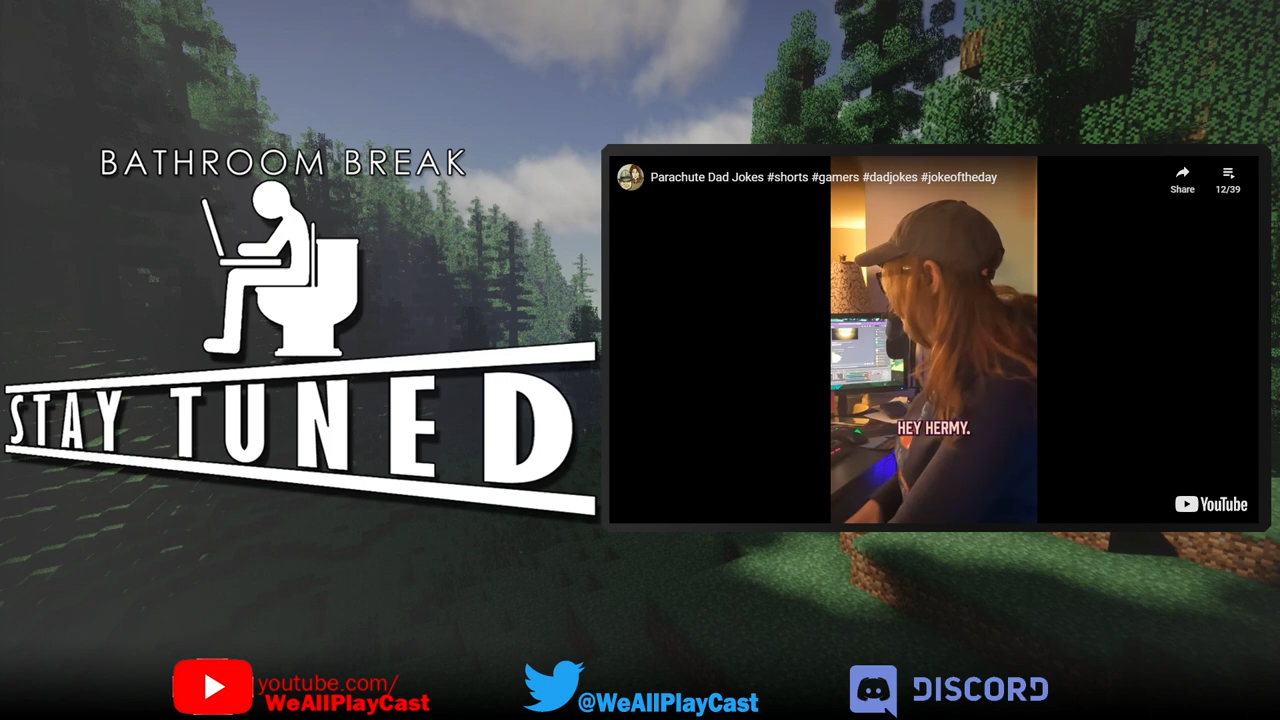 BATHROOM BREAK
STAY TUNED
Parachute Dad Jokes #shorts #gamers #dadjokes #jokeoftheday
Share
12/39
HEY HERMY.
YouTube
youtube.com/
WeAllPlayCast
@WeAllPlayCast
DISCORD